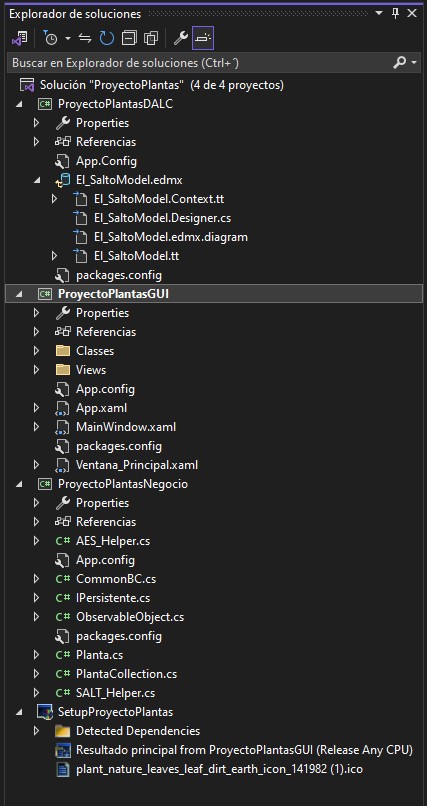 Explorador de soluciones
Buscar en Explorador de soluciones (Ctrl+´)
Solución "ProyectoPlantas" (4 de 4 proyectos)
ProyectoPlantasDALC
Properties
Referencias
App.Config
El_SaltoModel.edmx
El_SaltoModel.Context.tt
El_SaltoModel.Designer.cs
El_SaltoModel.edmx.diagram
El_SaltoModel.tt
packages.config
ProyectoPlantasGUI
Properties
Referencias
Classes
Views
App.config
App.xaml
MainWindow.xaml
packages.config
Ventana_Principal.xaml
ProyectoPlantasNegocio
Properties
Referencias
C# AES_Helper.cs
App.config
C# CommonBC.cs
C# IPersistente.cs
C# ObservableObject.cs
packages.config
C# Planta.cs
C# PlantaCollection.cs
C# SALT_Helper.cs
SetupProyectoPlantas
Detected Dependencies
Resultado principal from ProyectoPlantasGUI (Release Any CPU)
plant_nature_leaves_leaf_dirt_earth_icon_141982 (1).ico